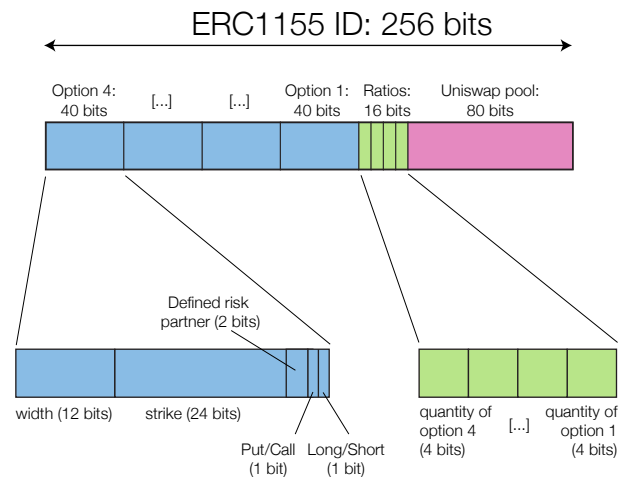 ERC1155 ID: 256 bits
Option 4:
40 bits
[...]
[...]
Option 1:
40 bits
Ratios:
16 bits
Uniswap pool:
80 bits
Defined risk
partner (2 bits)
width (12 bits)
strike (24 bits)
Put/Call
(1 bit)
Long/Short
(1 bit)
quantity of
option 4
(4 bits)
[...]
quantity of
option 1
(4 bits)